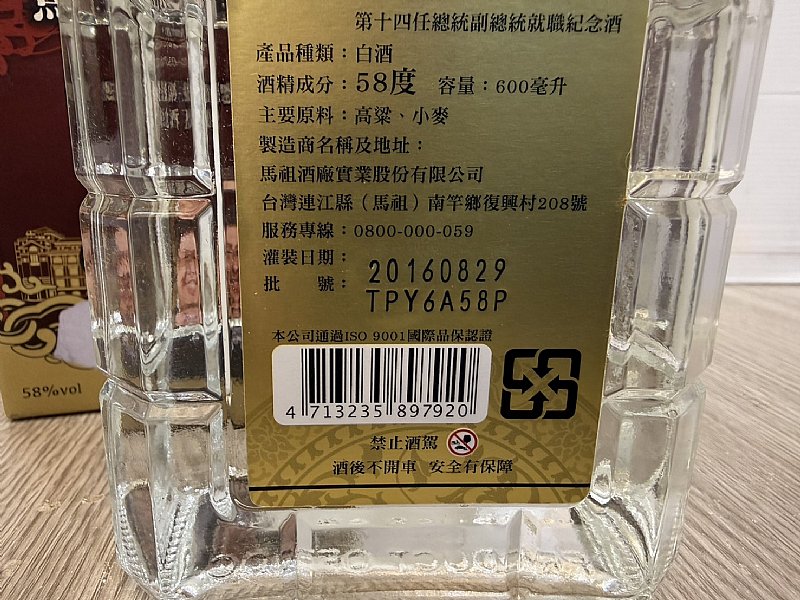 第十四任總統副總統就職紀念酒
產品種類：白酒
酒精成分：58度 容量：600毫升
主要原料：高粱、小麥
製造商名稱及地址：
馬祖酒廠實業股份有限公司
台灣連江縣（馬祖）南竿鄉復興村208號
服務專線：0800-000-059
灌裝日期：20160829
批　號：TPY6A58P
本公司通過ISO 9001國際品保認證
4 713235 897920
禁止酒駕
酒後不開車 安全有保障
58%vol